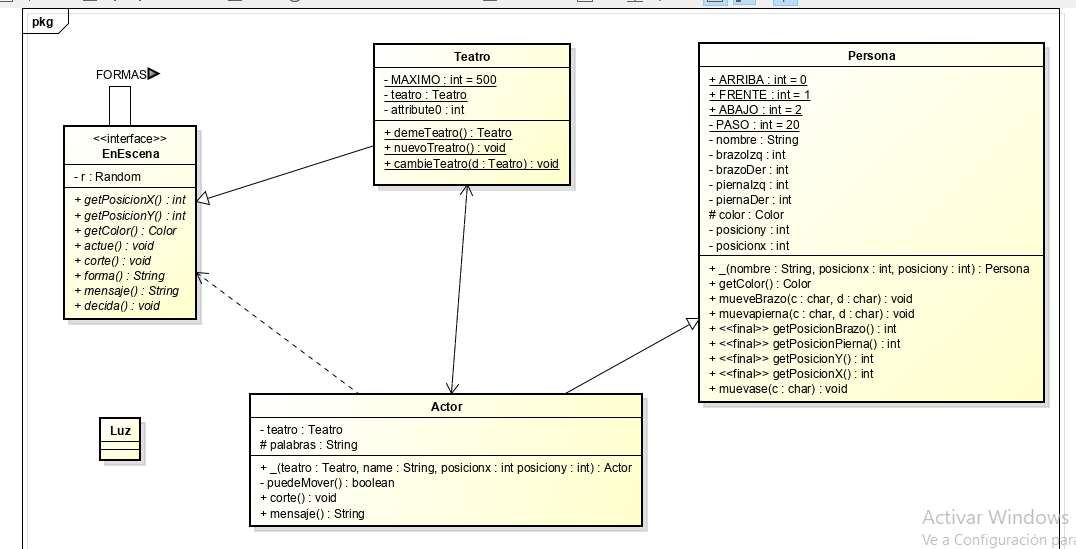 pkg
FORMAS
<<interface>>
EnEscena
- r : Random
+ getPosicionX() : int
+ getPosicionY() : int
+ getColor() : Color
+ actue() : void
+ corte() : void
+ forma() : String
+ mensaje() : String
+ decida() : void
Teatro
- MAXIMO : int = 500
- teatro : Teatro
- attribute0 : int
+ demeTeatro() : Teatro
+ nuevoTreatro() : void
+ cambieTeatro(d : Teatro) : void
Persona
+ ARRIBA : int = 0
+ FRENTE : int = 1
+ ABAJO : int = 2
- PASO : int = 20
- nombre : String
- brazoIzq : int
- brazoDer : int
- piernaIzq : int
- piernaDer : int
# color : Color
- posiciony : int
- posicionx : int
+ _(nombre : String, posicionx : int, posiciony : int) : Persona
+ getColor() : Color
+ mueveBrazo(c : char, d : char) : void
+ muevapierna(c : char, d : char) : void
+ <<final>> getPosicionBrazo() : int
+ <<final>> getPosicionPierna() : int
+ <<final>> getPosicionY() : int
+ <<final>> getPosicionX() : int
+ muevase(c : char) : void
Luz
Actor
- teatro : Teatro
# palabras : String
+ _(teatro : Teatro, name : String, posicionx : int posiciony : int) : Actor
- puedeMover() : boolean
+ corte() : void
+ mensaje() : String
Activar Windows
Ve a Configuración para